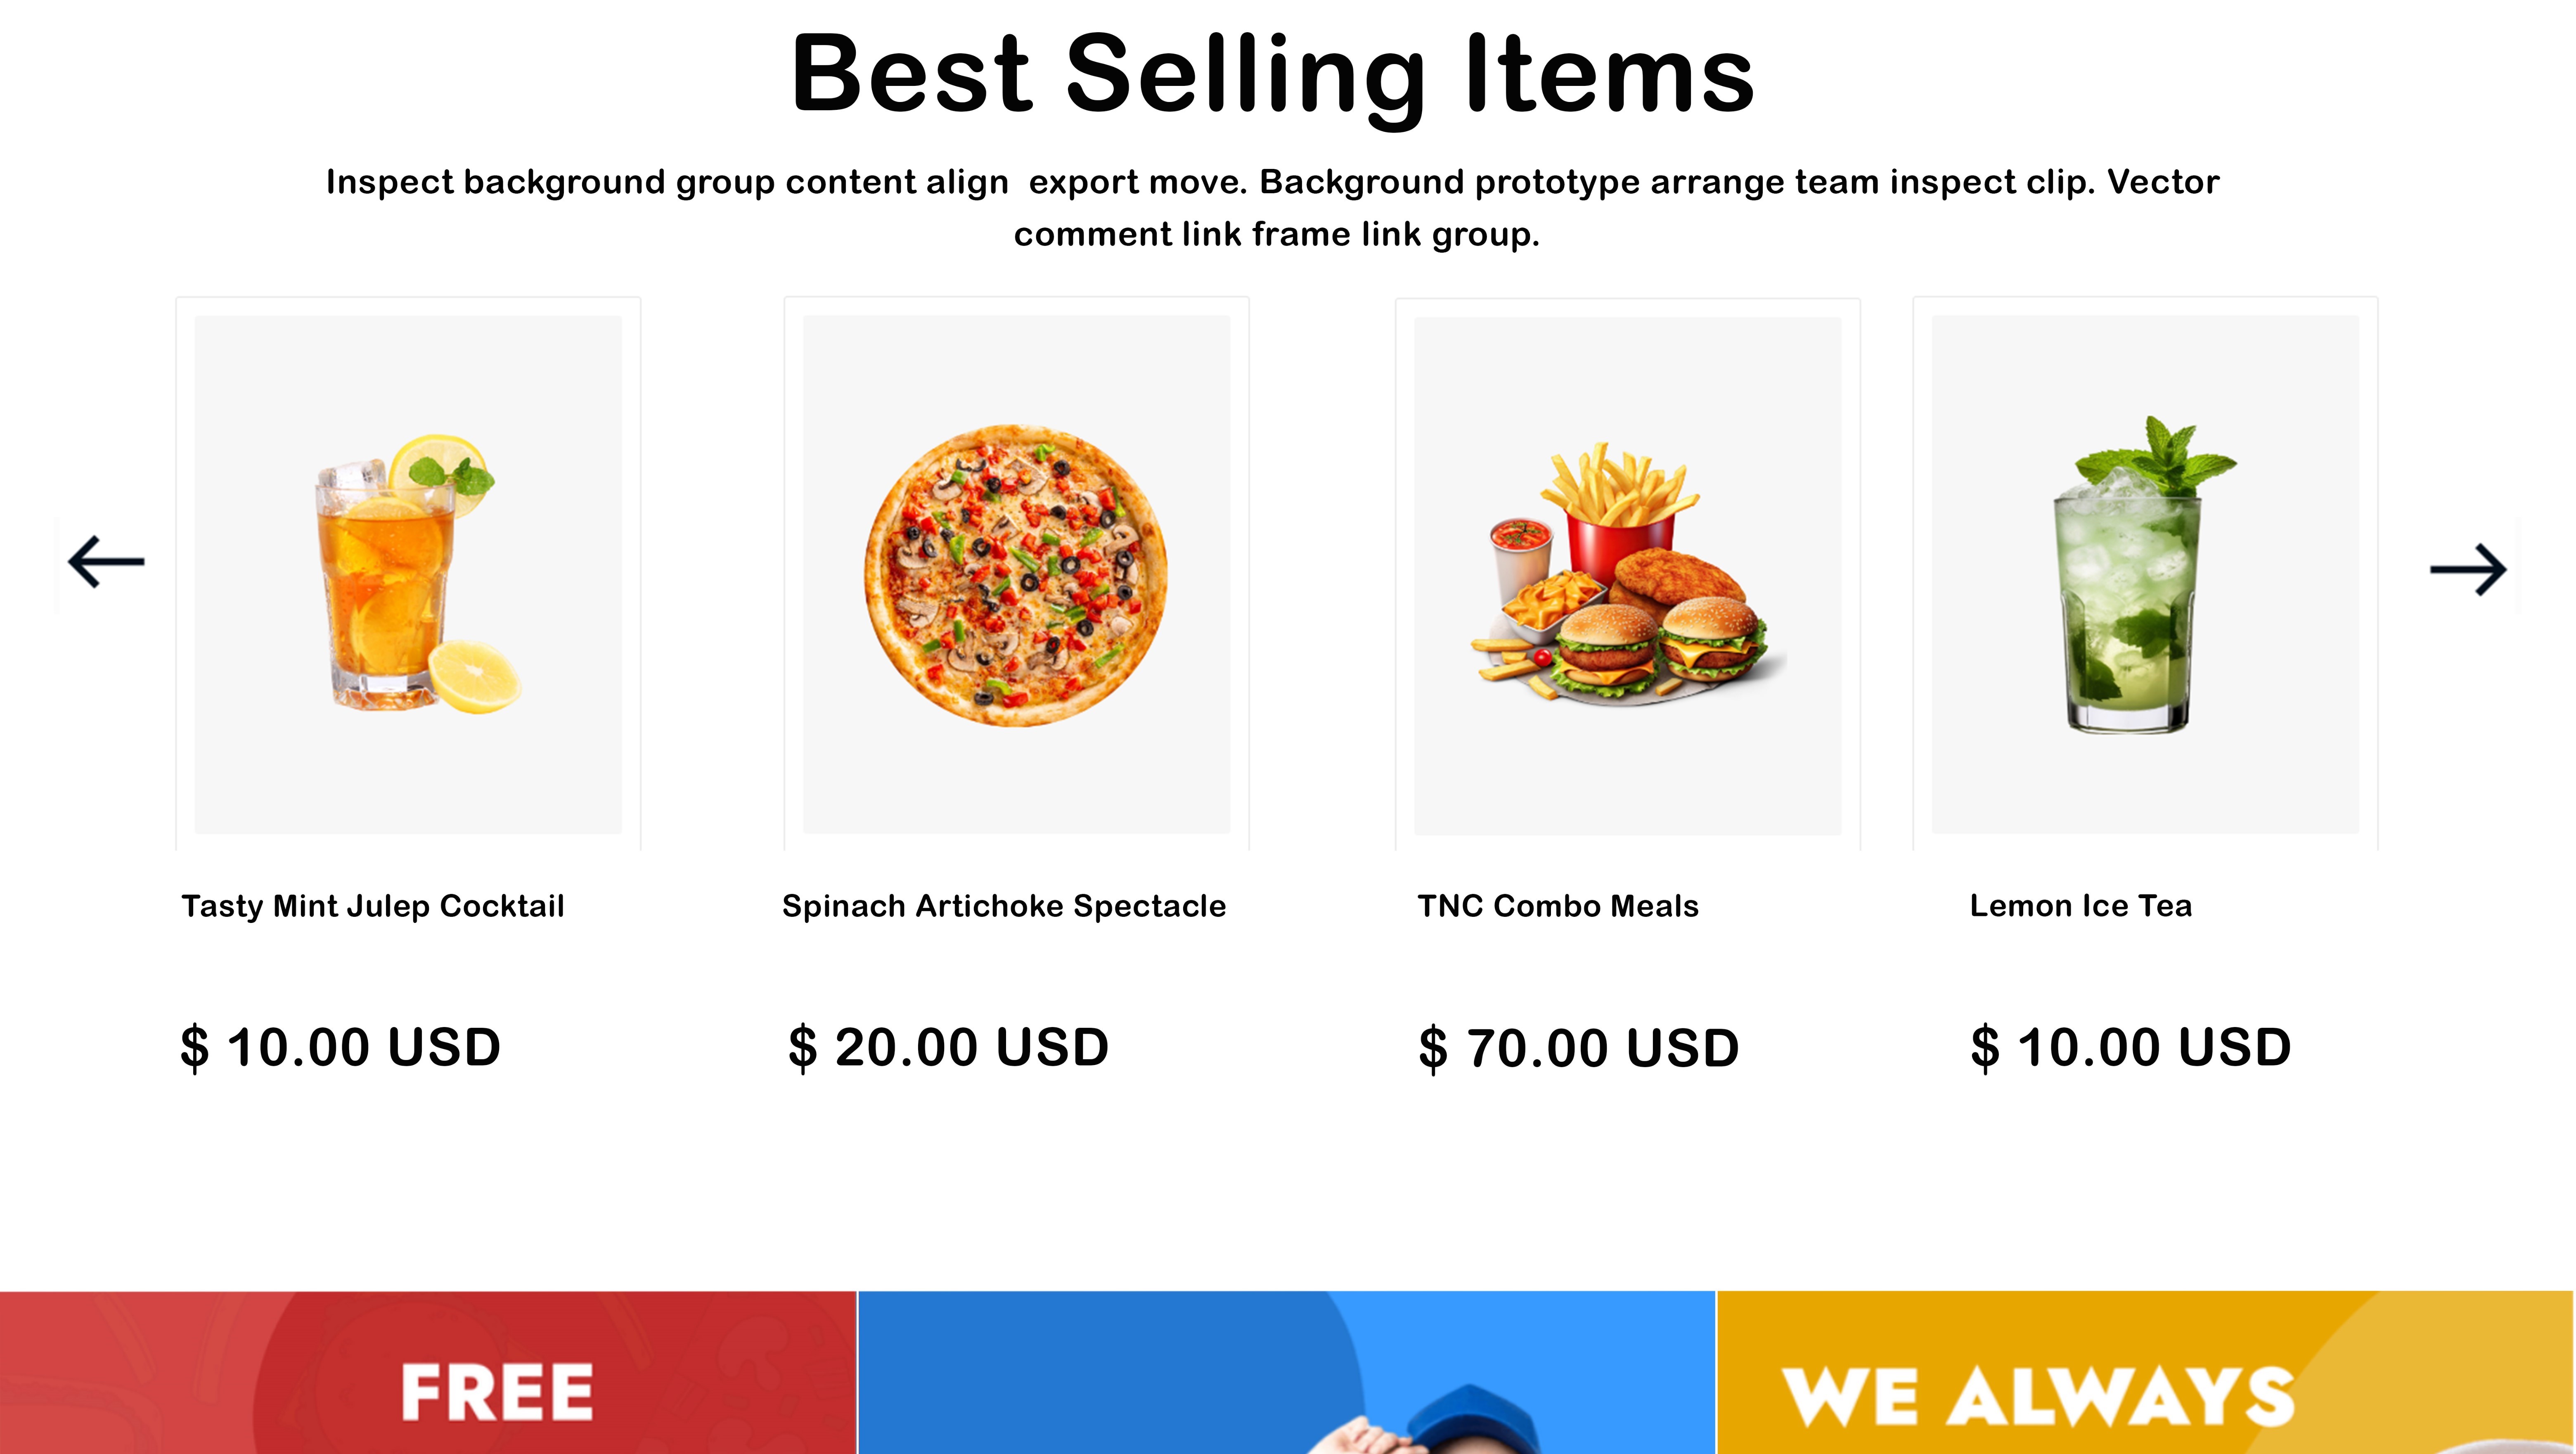 Best Selling Items
Inspect background group content align  export move. Background prototype arrange team inspect clip. Vector
comment link frame link group.
Tasty Mint Julep Cocktail
Spinach Artichoke Spectacle
TNC Combo Meals
Lemon Ice Tea
$ 10.00 USD
$ 20.00 USD
$ 70.00 USD
$ 10.00 USD
FREE
WE ALWAYS